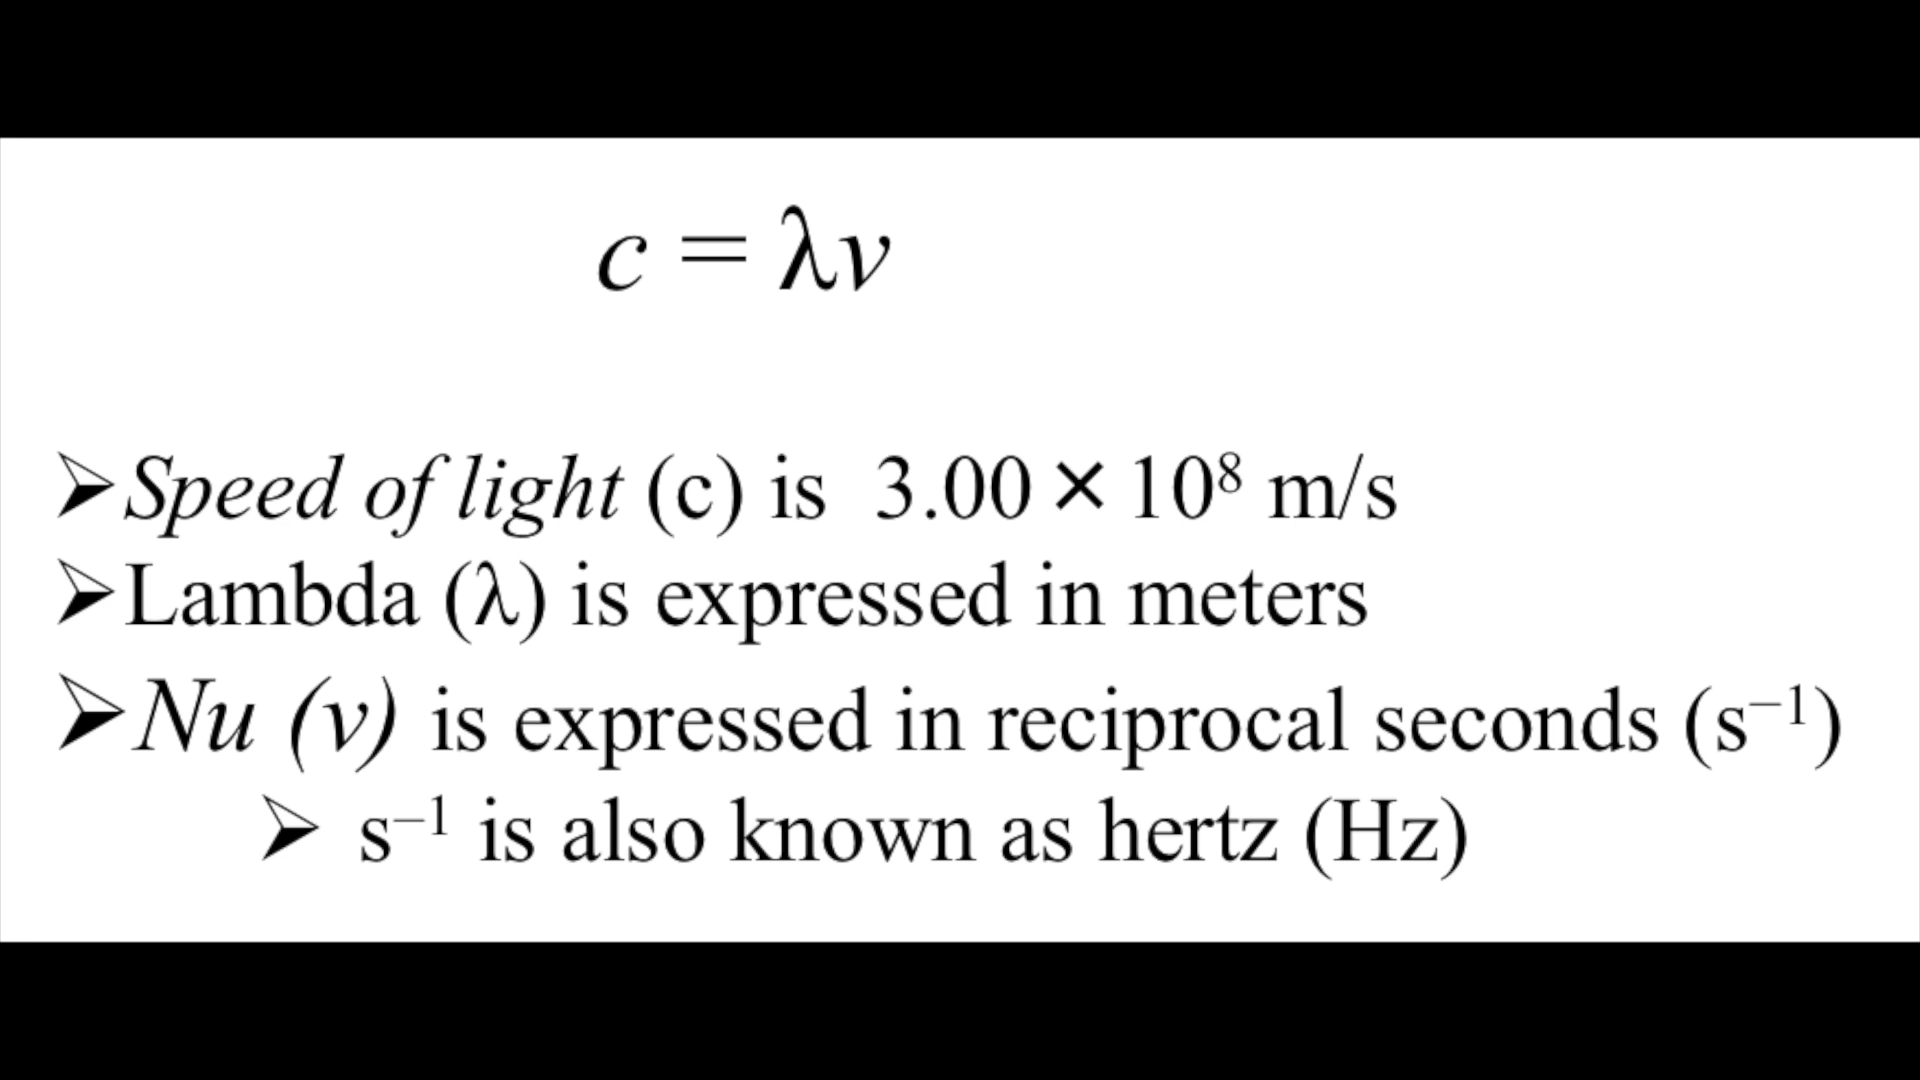 c = λν
➢Speed of light (c) is 3.00 × 10⁸ m/s
➢Lambda (λ) is expressed in meters
➢Nu (ν) is expressed in reciprocal seconds (s⁻¹)
➢ s⁻¹ is also known as hertz (Hz)